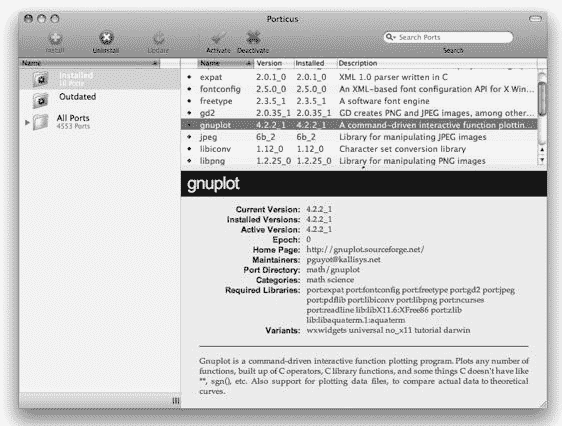 Porticus
Install Uninstall Update Activate Deactivate Search Ports
Search
Name Name Version Installed Description
Installed
16 Ports
Outdated
All Ports
4553 Ports
expat 2.0.1_0 2.0.1_0 XML 1.0 parser written in C
fontconfig 2.5.0_0 2.5.0_0 An XML-based font configuration API for X Win...
freetype 2.3.5_1 2.3.5_1 A software font engine
gd2 2.0.35_1 2.0.35_1 GD creates PNG and JPEG images, among other...
gnuplot 4.2.2_1 4.2.2_1 A command-driven interactive function plottin...
jpeg 6b_2 6b_2 Library for manipulating JPEG images
libiconv 1.12_0 1.12_0 Character set conversion library
libpng 1.2.25_0 1.2.25_0 Library for manipulating PNG images
gnuplot
Current Version: 4.2.2_1
Installed Versions: 4.2.2_1
Active Version: 4.2.2_1
Epoch: 0
Home Page: http://gnuplot.sourceforge.net/
Maintainers: pguyot@kallisys.net
Port Directory: math/gnuplot
Categories: math science
Required Libraries: port:expat port:fontconfig port:freetype port:gd2 port:jpeg
port:pdflib port:libiconv port:libpng port:ncurses
port:readline lib:libX11.6:XFree86 port:zlib
lib:libaquaterm.1:aquaterm
Variants: wxwidgets universal no_x11 tutorial darwin
Gnuplot is a command-driven interactive function plotting program. Plots any number of
functions, built up of C operators, C library functions, and some things C doesn't have like
**, sgn(), etc. Also support for plotting data files, to compare actual data to theoretical
curves.